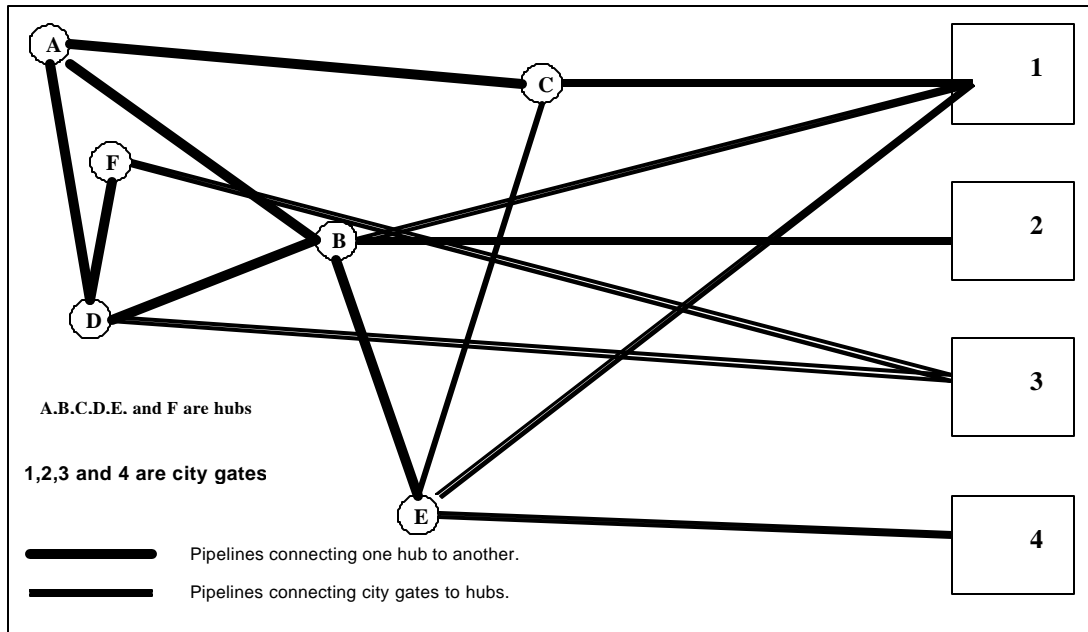 A
C
1
F
B
2
D
3
A.B.C.D.E. and F are hubs
1,2,3 and 4 are city gates
E
4
Pipelines connecting one hub to another.
Pipelines connecting city gates to hubs.